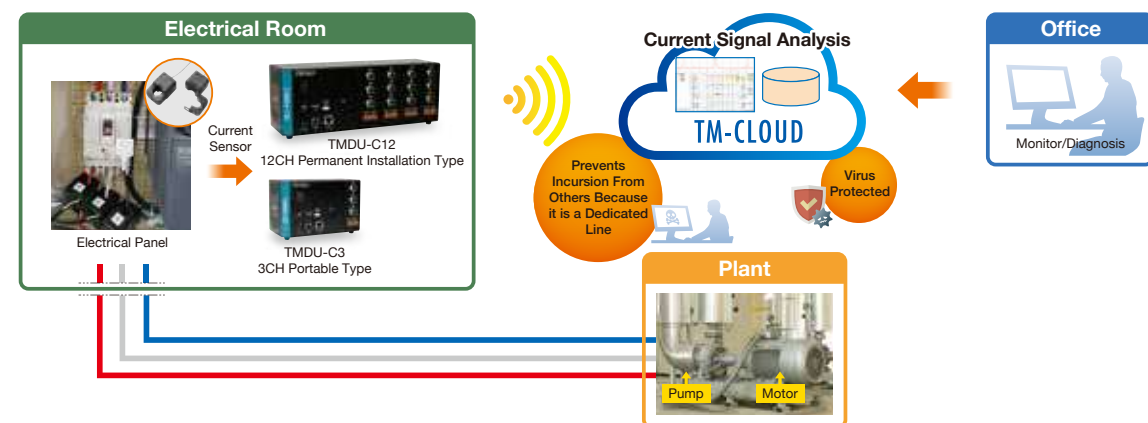 Electrical Room
Current
Sensor
TMDU-C12
12CH Permanent Installation Type
Electrical Panel
TMDU-C3
3CH Portable Type
Current Signal Analysis
TM-CLOUD
Prevents
Incursion From
Others Because
it is a Dedicated
Line
Virus
Protected
Office
Monitor/Diagnosis
Plant
Pump
Motor